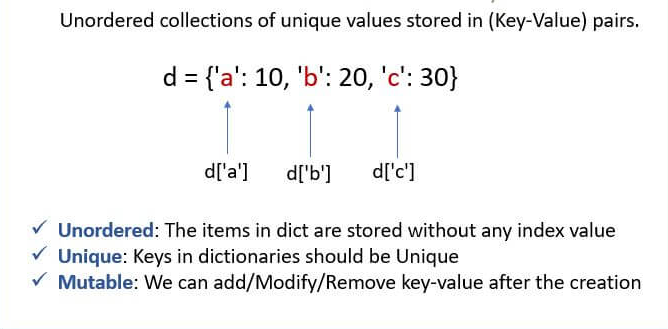 Unordered collections of unique values stored in (Key-Value) pairs.
d = {'a': 10, 'b': 20, 'c': 30}
d['a'] d['b'] d['c']
✓ Unordered: The items in dict are stored without any index value
✓ Unique: Keys in dictionaries should be Unique
✓ Mutable: We can add/Modify/Remove key-value after the creation